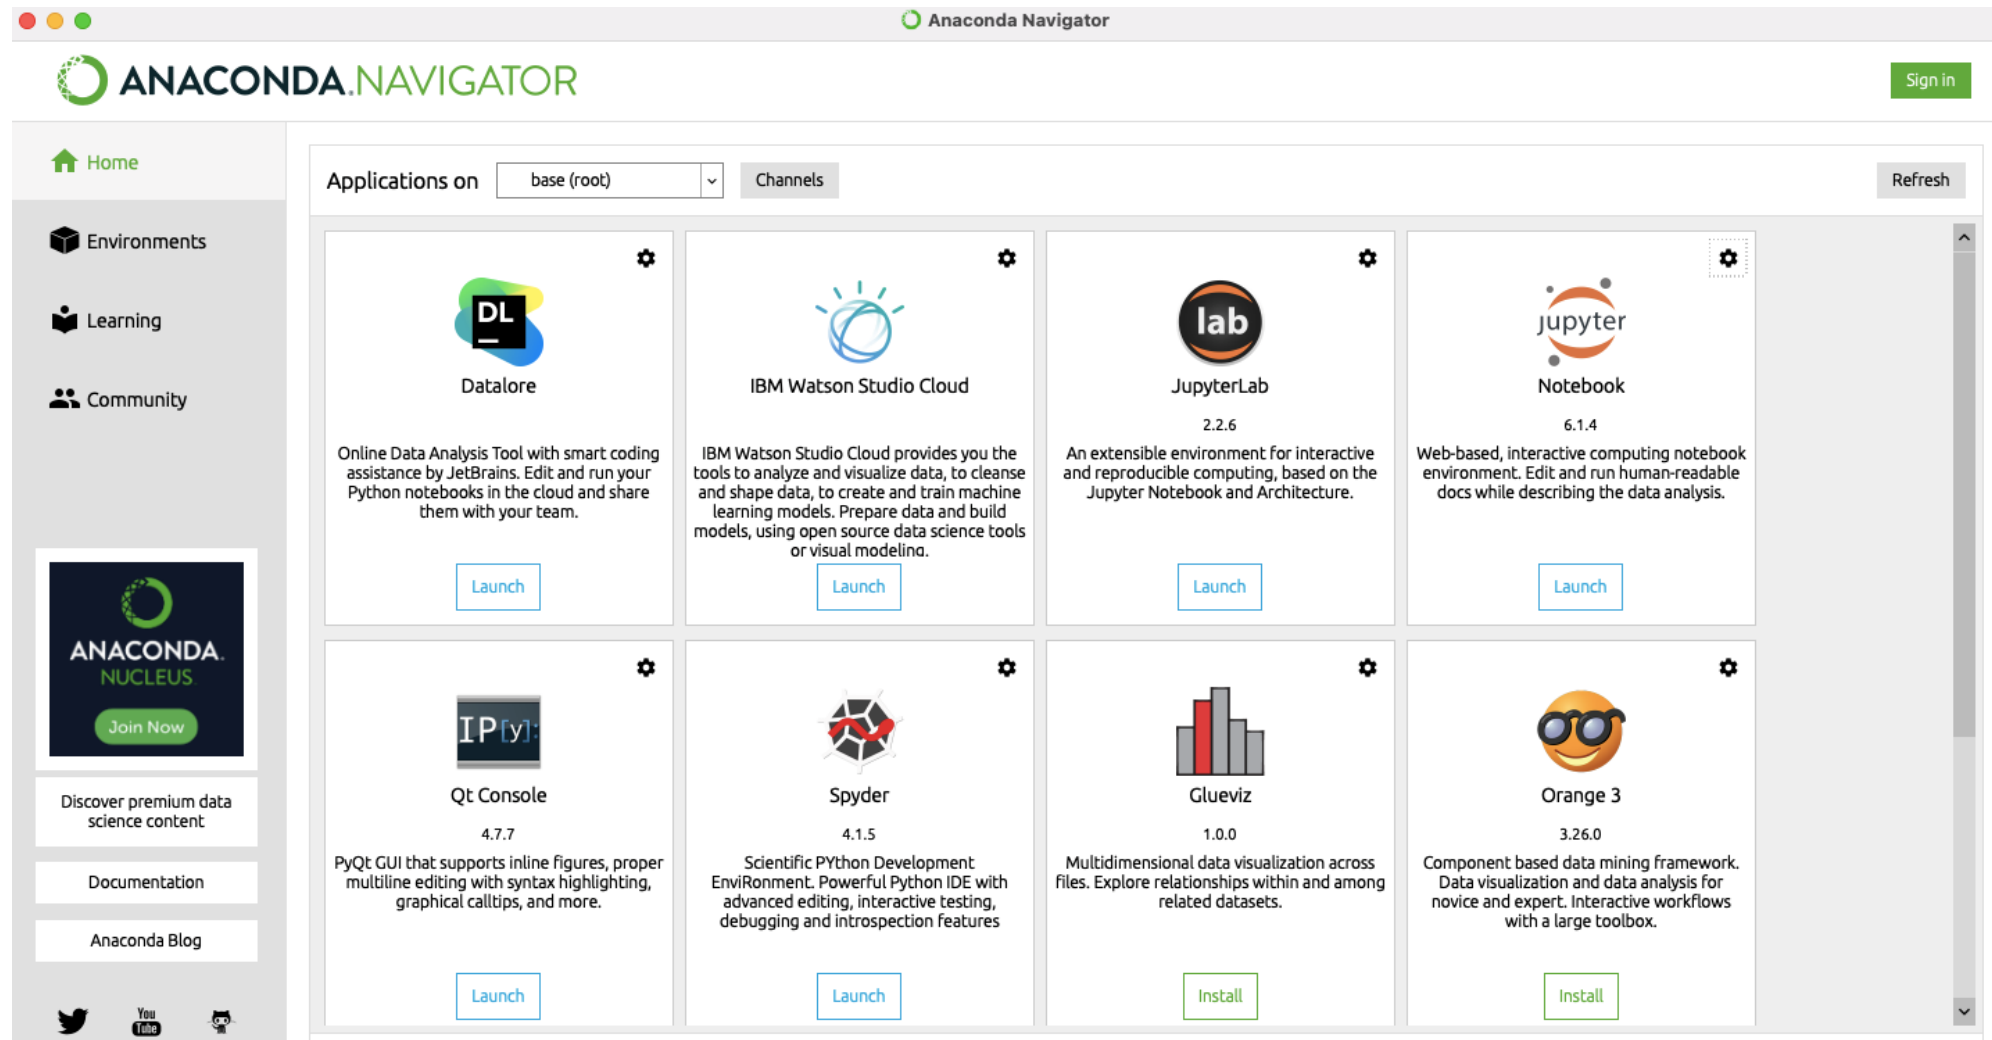 Anaconda Navigator
ANACONDA.NAVIGATOR
Sign in
Home
Environments
Learning
Community
ANACONDA.
NUCLEUS
Join Now
Discover premium data
science content
Documentation
Anaconda Blog
You
Tube
Applications on
base (root)
Channels
Refresh
DL
Datalore
Online Data Analysis Tool with smart coding
assistance by JetBrains. Edit and run your
Python notebooks in the cloud and share
them with your team.
Launch
IBM Watson Studio Cloud
IBM Watson Studio Cloud provides you the
tools to analyze and visualize data, to cleanse
and shape data, to create and train machine
learning models. Prepare data and build
models, using open source data science tools
or visual modeling.
Launch
lab
JupyterLab
2.2.6
An extensible environment for interactive
and reproducible computing, based on the
Jupyter Notebook and Architecture.
Launch
jupyter
Notebook
6.1.4
Web-based, interactive computing notebook
environment. Edit and run human-readable
docs while describing the data analysis.
Launch
IP[y]:
Qt Console
4.7.7
PyQt GUI that supports inline figures, proper
multiline editing with syntax highlighting,
graphical calltips, and more.
Launch
Spyder
4.1.5
Scientific PYthon Development
EnviRonment. Powerful Python IDE with
advanced editing, interactive testing,
debugging and introspection features
Launch
Glueviz
1.0.0
Multidimensional data visualization across
files. Explore relationships within and among
related datasets.
Install
Orange 3
3.26.0
Component based data mining framework.
Data visualization and data analysis for
novice and expert. Interactive workflows
with a large toolbox.
Install